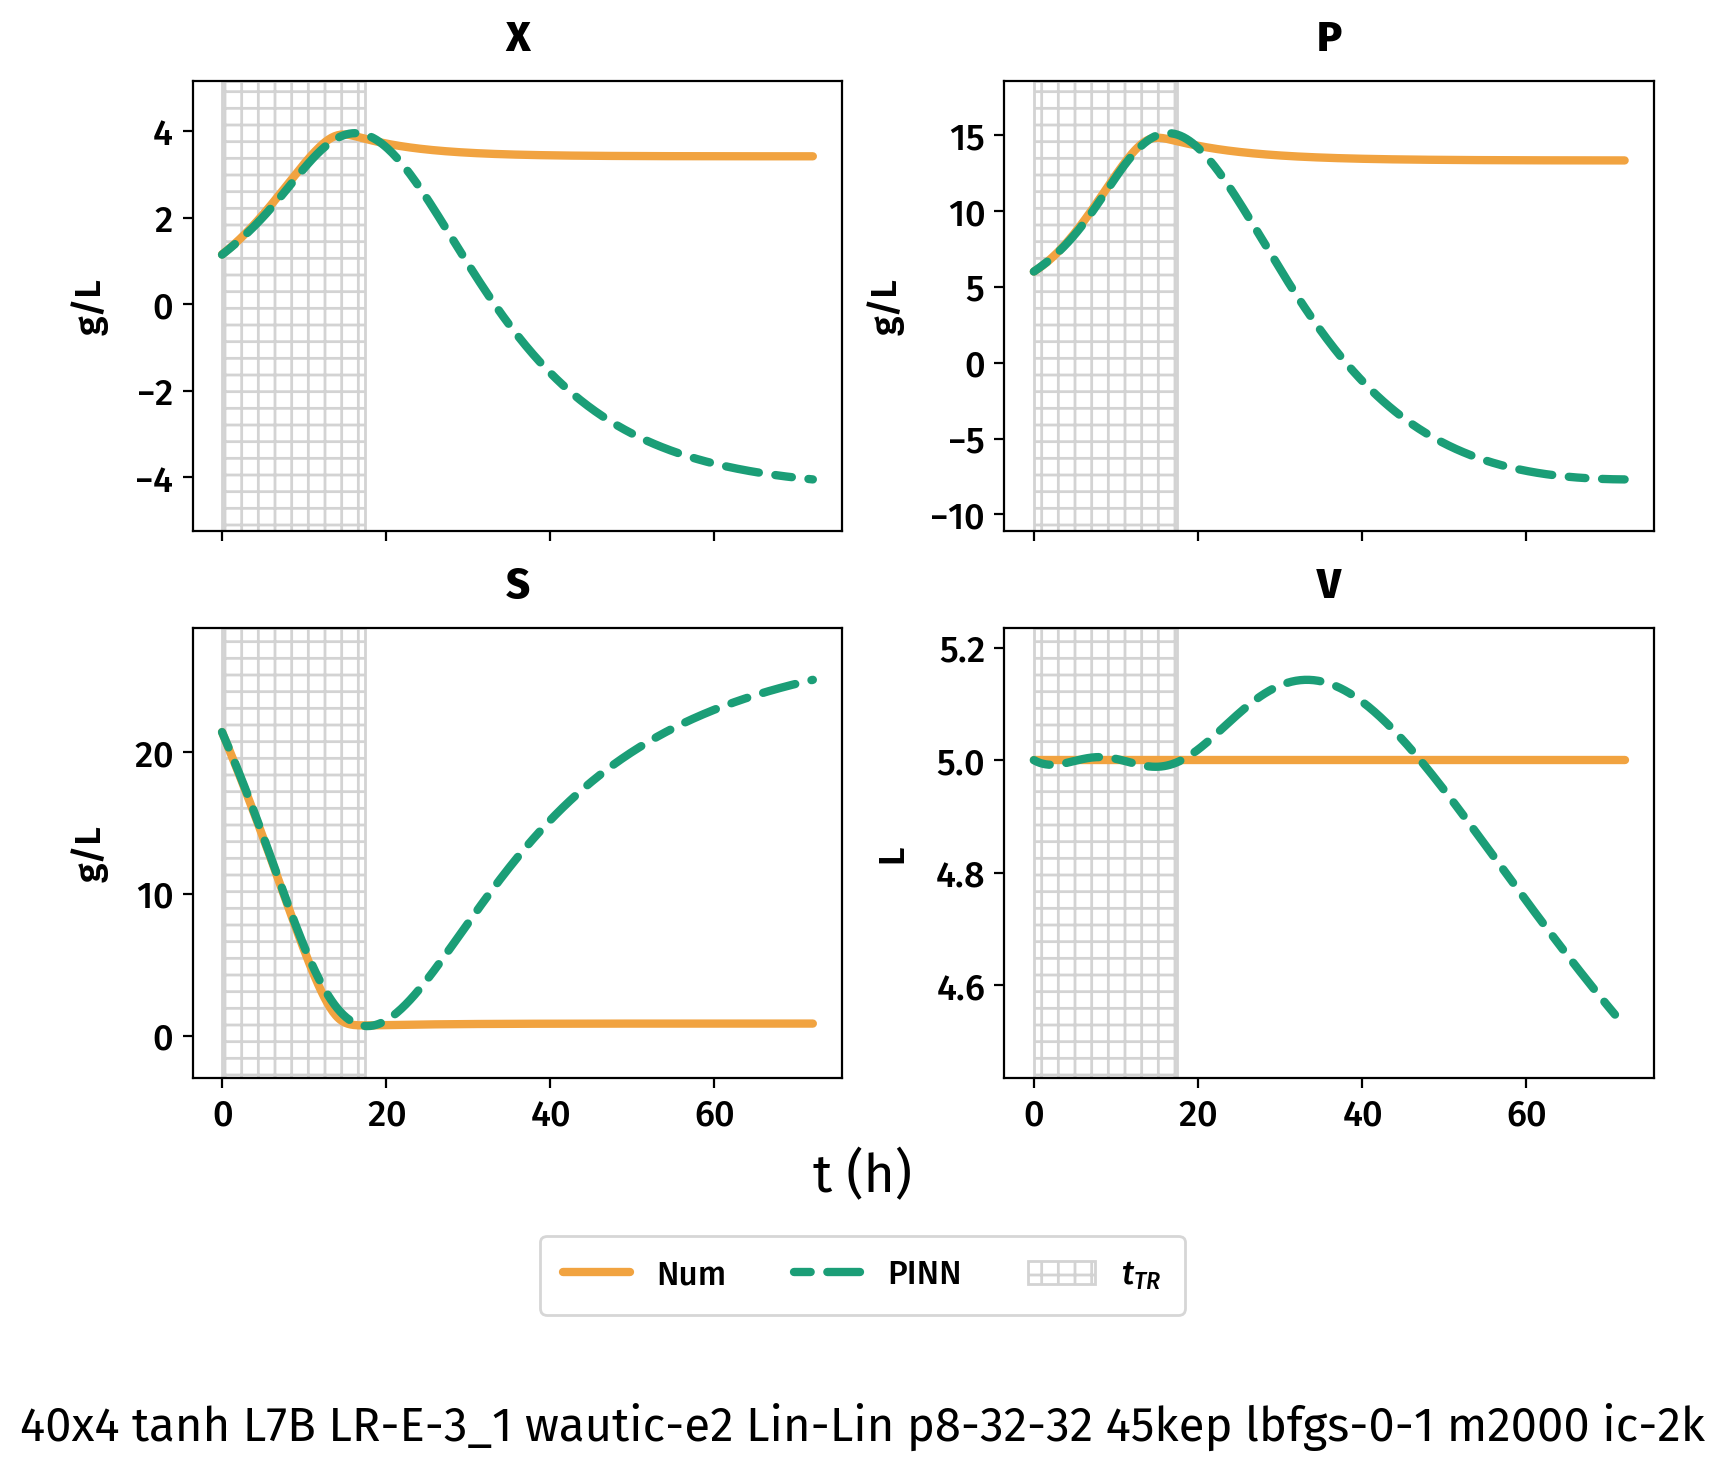 X
P
4
2
0
−2
−4
g/L
15
10
5
0
−5
−10
g/L
S
V
20
10
0
g/L
5.2
5.0
4.8
4.6
L
0 20 40 60
0 20 40 60
t (h)
Num PINN tTR
40x4 tanh L7B LR-E-3_1 wautic-e2 Lin-Lin p8-32-32 45kep lbfgs-0-1 m2000 ic-2k